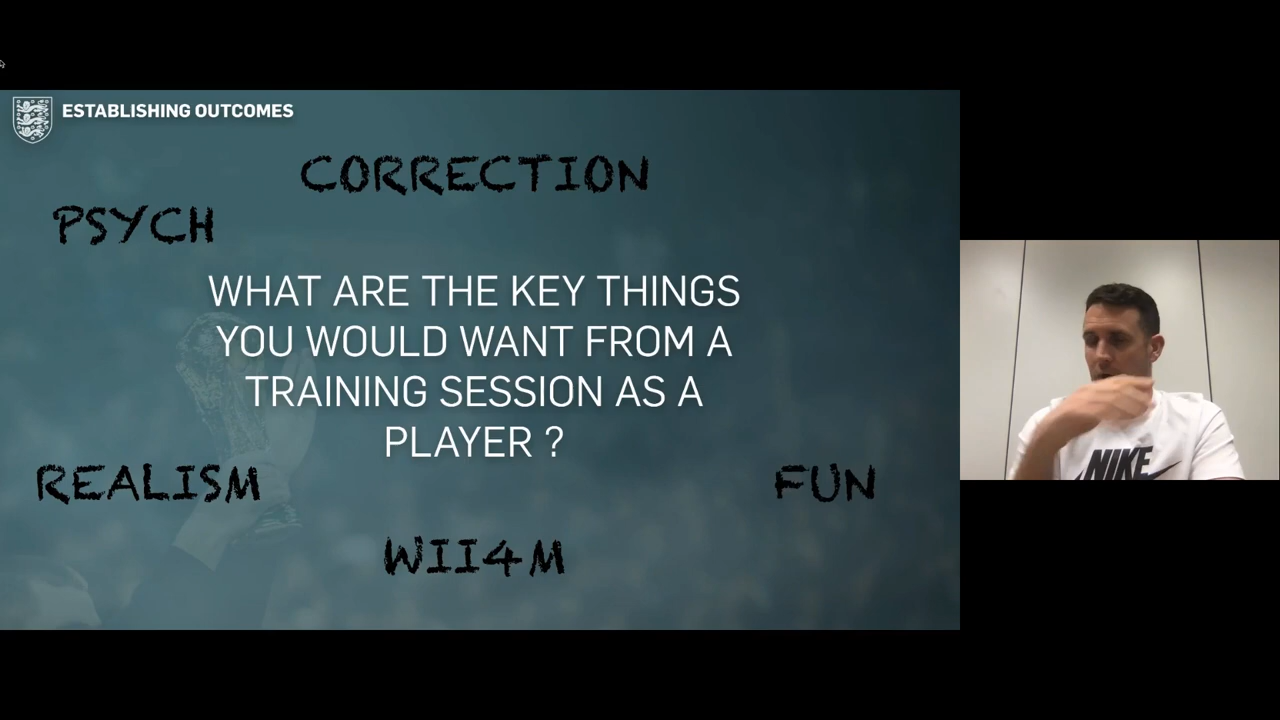 ESTABLISHING OUTCOMES
CORRECTION
PSYCH
WHAT ARE THE KEY THINGS
YOU WOULD WANT FROM A
TRAINING SESSION AS A
PLAYER ?
REALISM
FUN
WII4M
NIKE